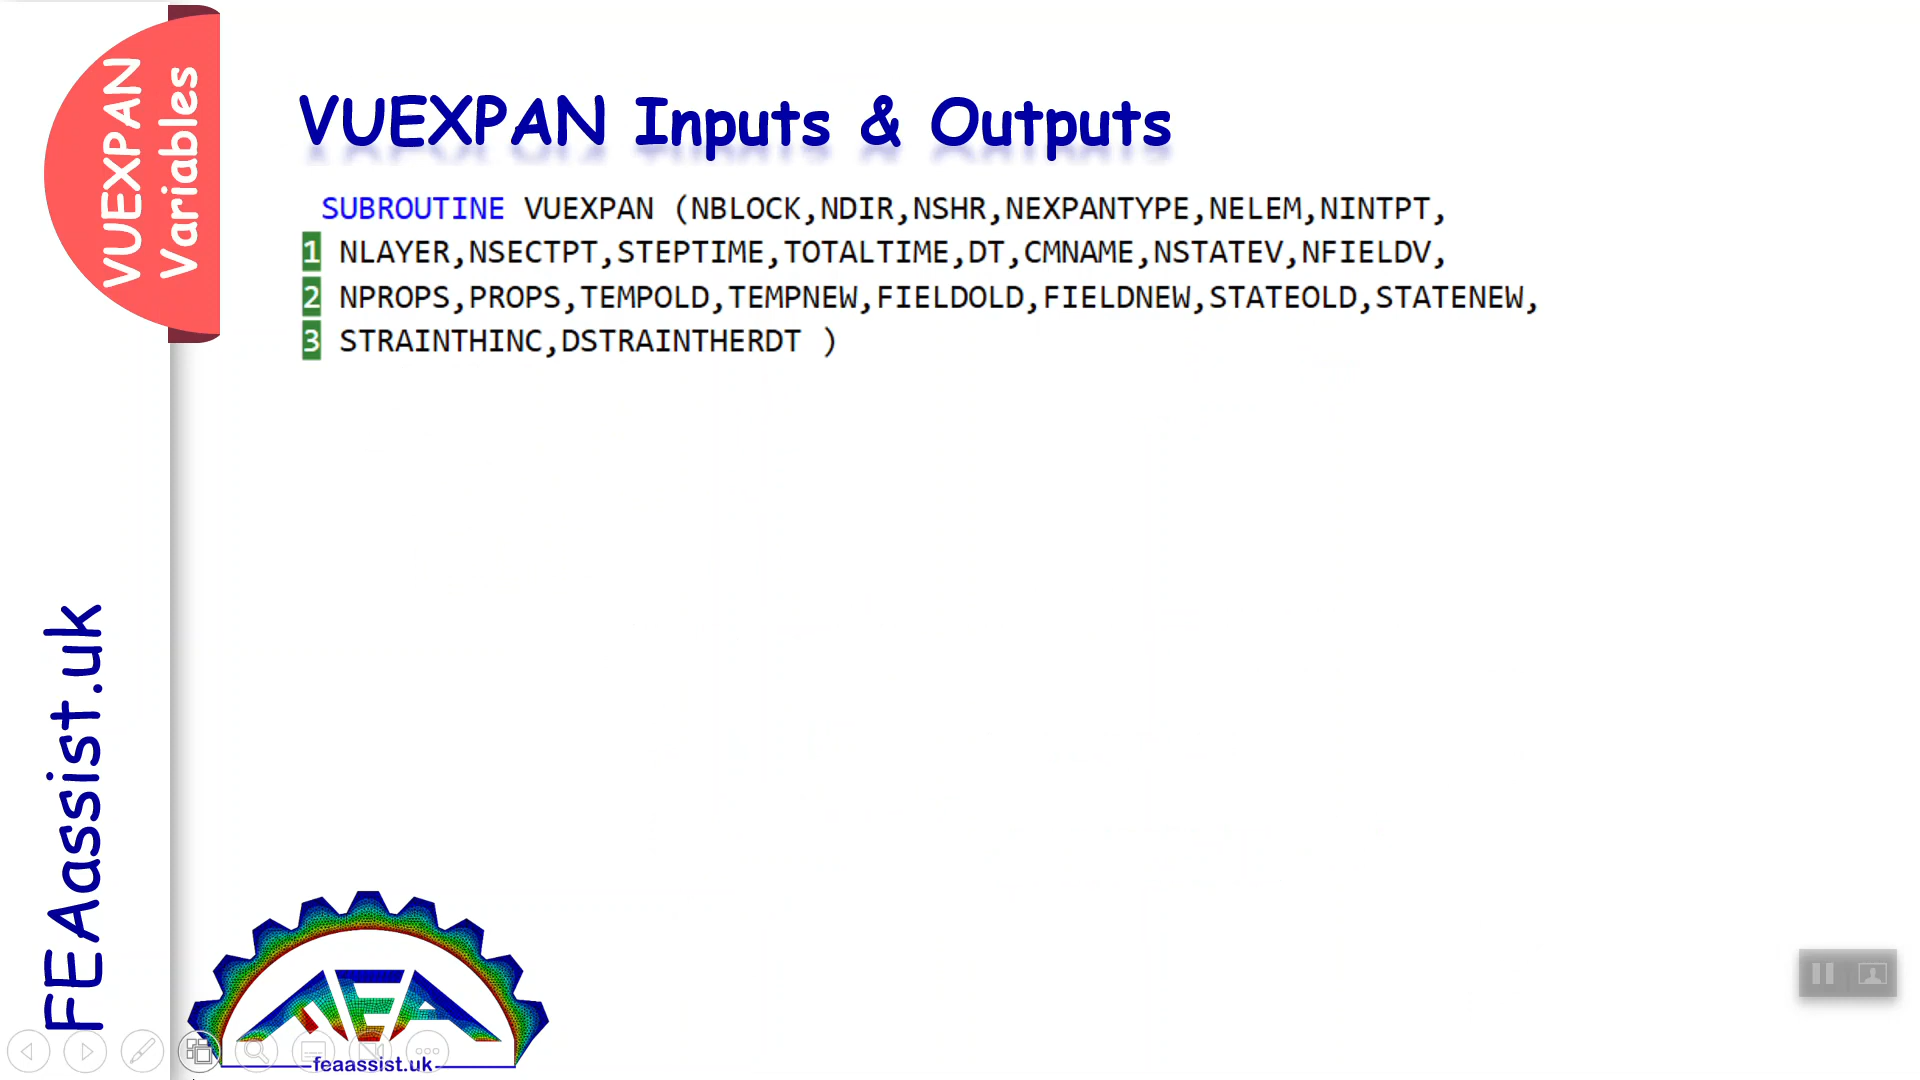 VUEXPAN
Variables
VUEXPAN Inputs & Outputs
SUBROUTINE VUEXPAN (NBLOCK,NDIR,NSHR,NEXPANTYPE,NELEM,NINTPT,
1 NLAYER,NSECTPT,STEPTIME,TOTALTIME,DT,CMNAME,NSTATEV,NFIELDV,
2 NPROPS,PROPS,TEMPOLD,TEMPNEW,FIELDOLD,FIELDNEW,STATEOLD,STATENEW,
3 STRAINTHINC,DSTRAINTHERDT )
FEAassist.uk
FEA
feaassist.uk